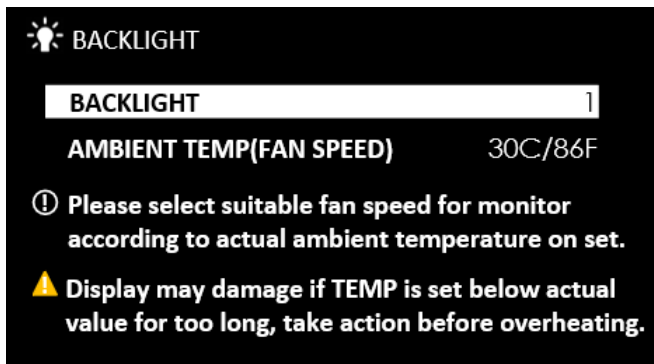 BACKLIGHT
BACKLIGHT 1
AMBIENT TEMP(FAN SPEED) 30C/86F
Please select suitable fan speed for monitor
according to actual ambient temperature on set.
Display may damage if TEMP is set below actual
value for too long, take action before overheating.